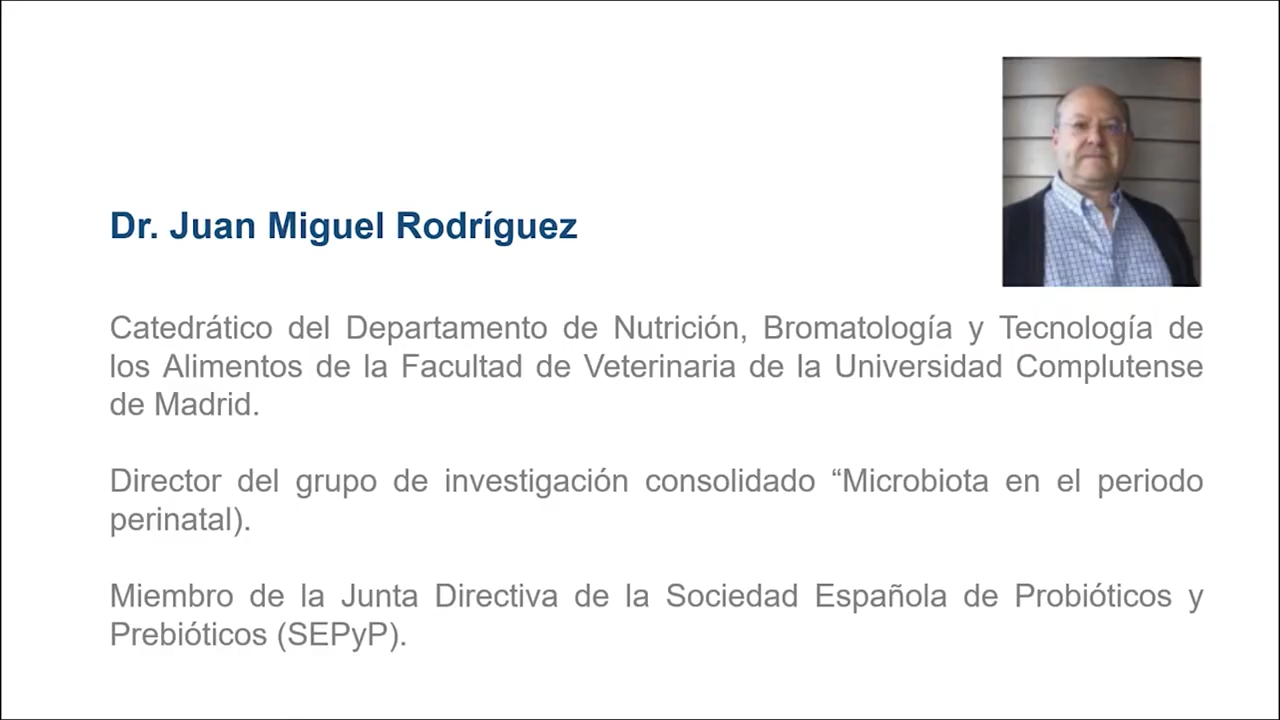 Dr. Juan Miguel Rodríguez
Catedrático del Departamento de Nutrición, Bromatología y Tecnología de
los Alimentos de la Facultad de Veterinaria de la Universidad Complutense
de Madrid.
Director del grupo de investigación consolidado “Microbiota en el periodo
perinatal).
Miembro de la Junta Directiva de la Sociedad Española de Probióticos y
Prebióticos (SEPyP).